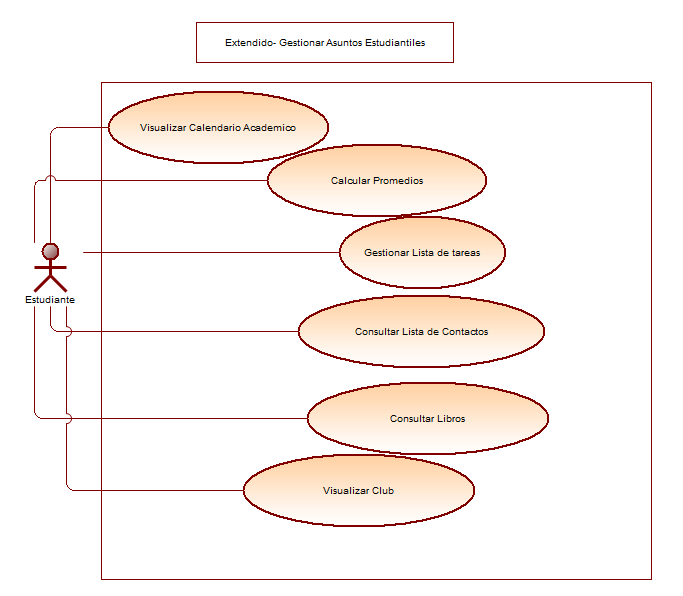 Extendido- Gestionar Asuntos Estudiantiles
Visualizar Calendario Academico
Calcular Promedios
Gestionar Lista de tareas
Estudiante
Consultar Lista de Contactos
Consultar Libros
Visualizar Club